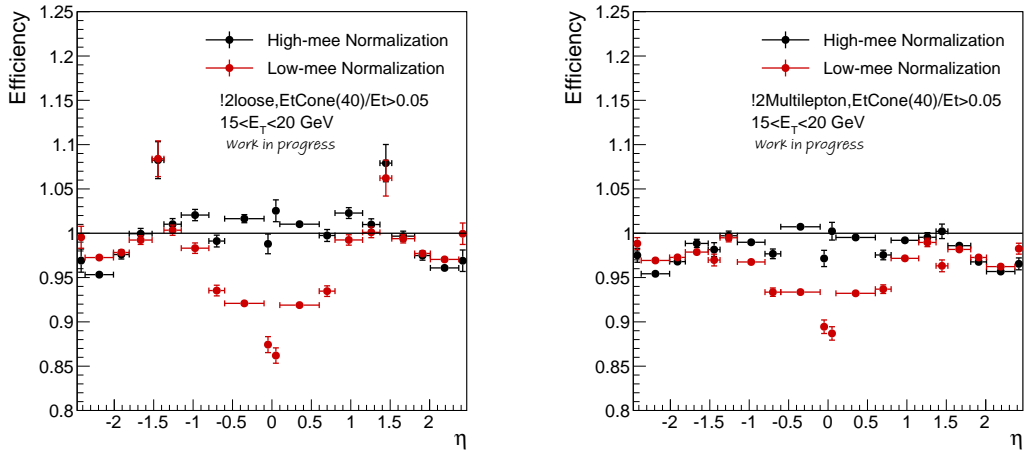 Efficiency
1.25
1.2
1.15
1.1
1.05
1
0.95
0.9
0.85
0.8
High-mee Normalization
Low-mee Normalization
!2loose,EtCone(40)/Et>0.05
15<E_T<20 GeV
Work in progress
-2 -1.5 -1 -0.5 0 0.5 1 1.5 2
η
Efficiency
1.25
1.2
1.15
1.1
1.05
1
0.95
0.9
0.85
0.8
High-mee Normalization
Low-mee Normalization
!2Multilepton,EtCone(40)/Et>0.05
15<E_T<20 GeV
Work in progress
-2 -1.5 -1 -0.5 0 0.5 1 1.5 2
η